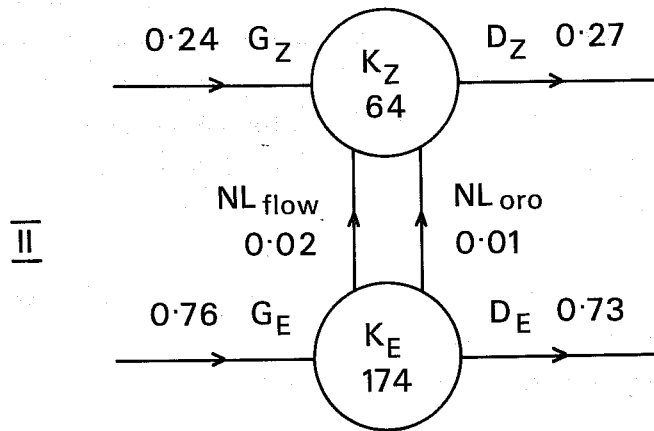 0·24 G_Z
K_Z
64
D_Z 0·27
II
NL_flow
0·02
NL_oro
0·01
0·76 G_E
K_E
174
D_E 0·73